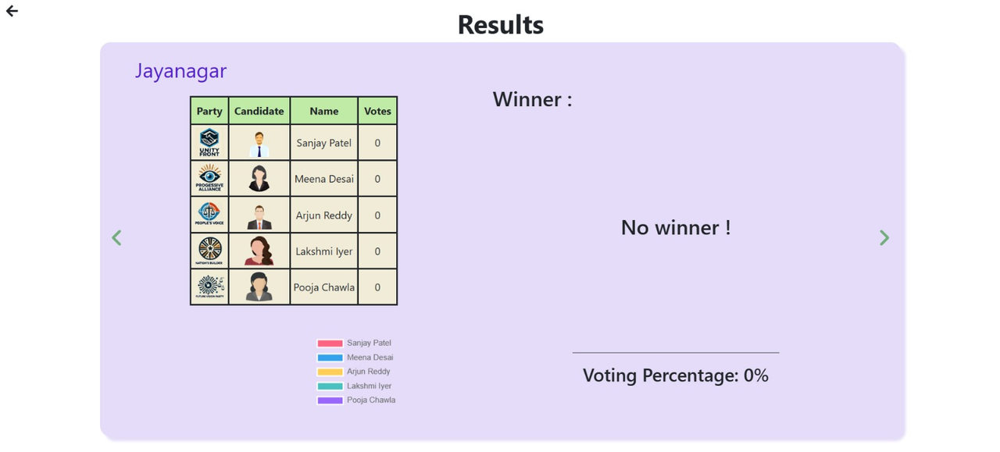 Results
Jayanagar
Party Candidate Name Votes
UNITY
FRONT
Sanjay Patel 0
PROGESSIVE
ALLIANCE
Meena Desai 0
PEOPLE'S VOICE
Arjun Reddy 0
NATION'S BUILDER
Lakshmi Iyer 0
FUTURE VISION PARTY
Pooja Chawla 0
Sanjay Patel
Meena Desai
Arjun Reddy
Lakshmi Iyer
Pooja Chawla
Winner :
No winner !
Voting Percentage: 0%